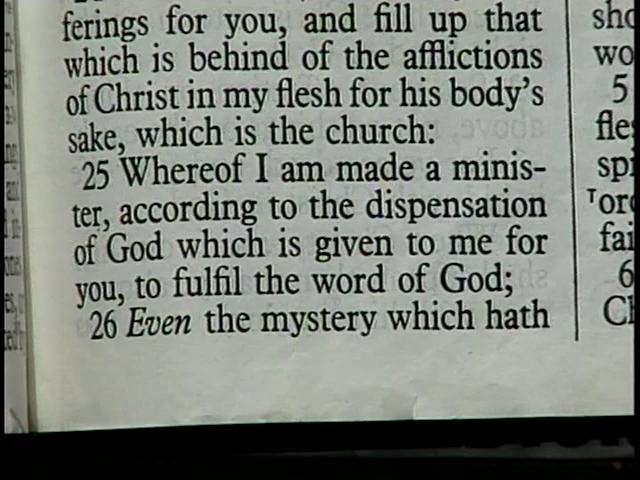 ferings for you, and fill up that
which is behind of the afflictions
of Christ in my flesh for his body's
sake, which is the church:
25 Whereof I am made a minis-
ter, according to the dispensation
of God which is given to me for
you, to fulfil the word of God;
26 Even the mystery which hath
5
6